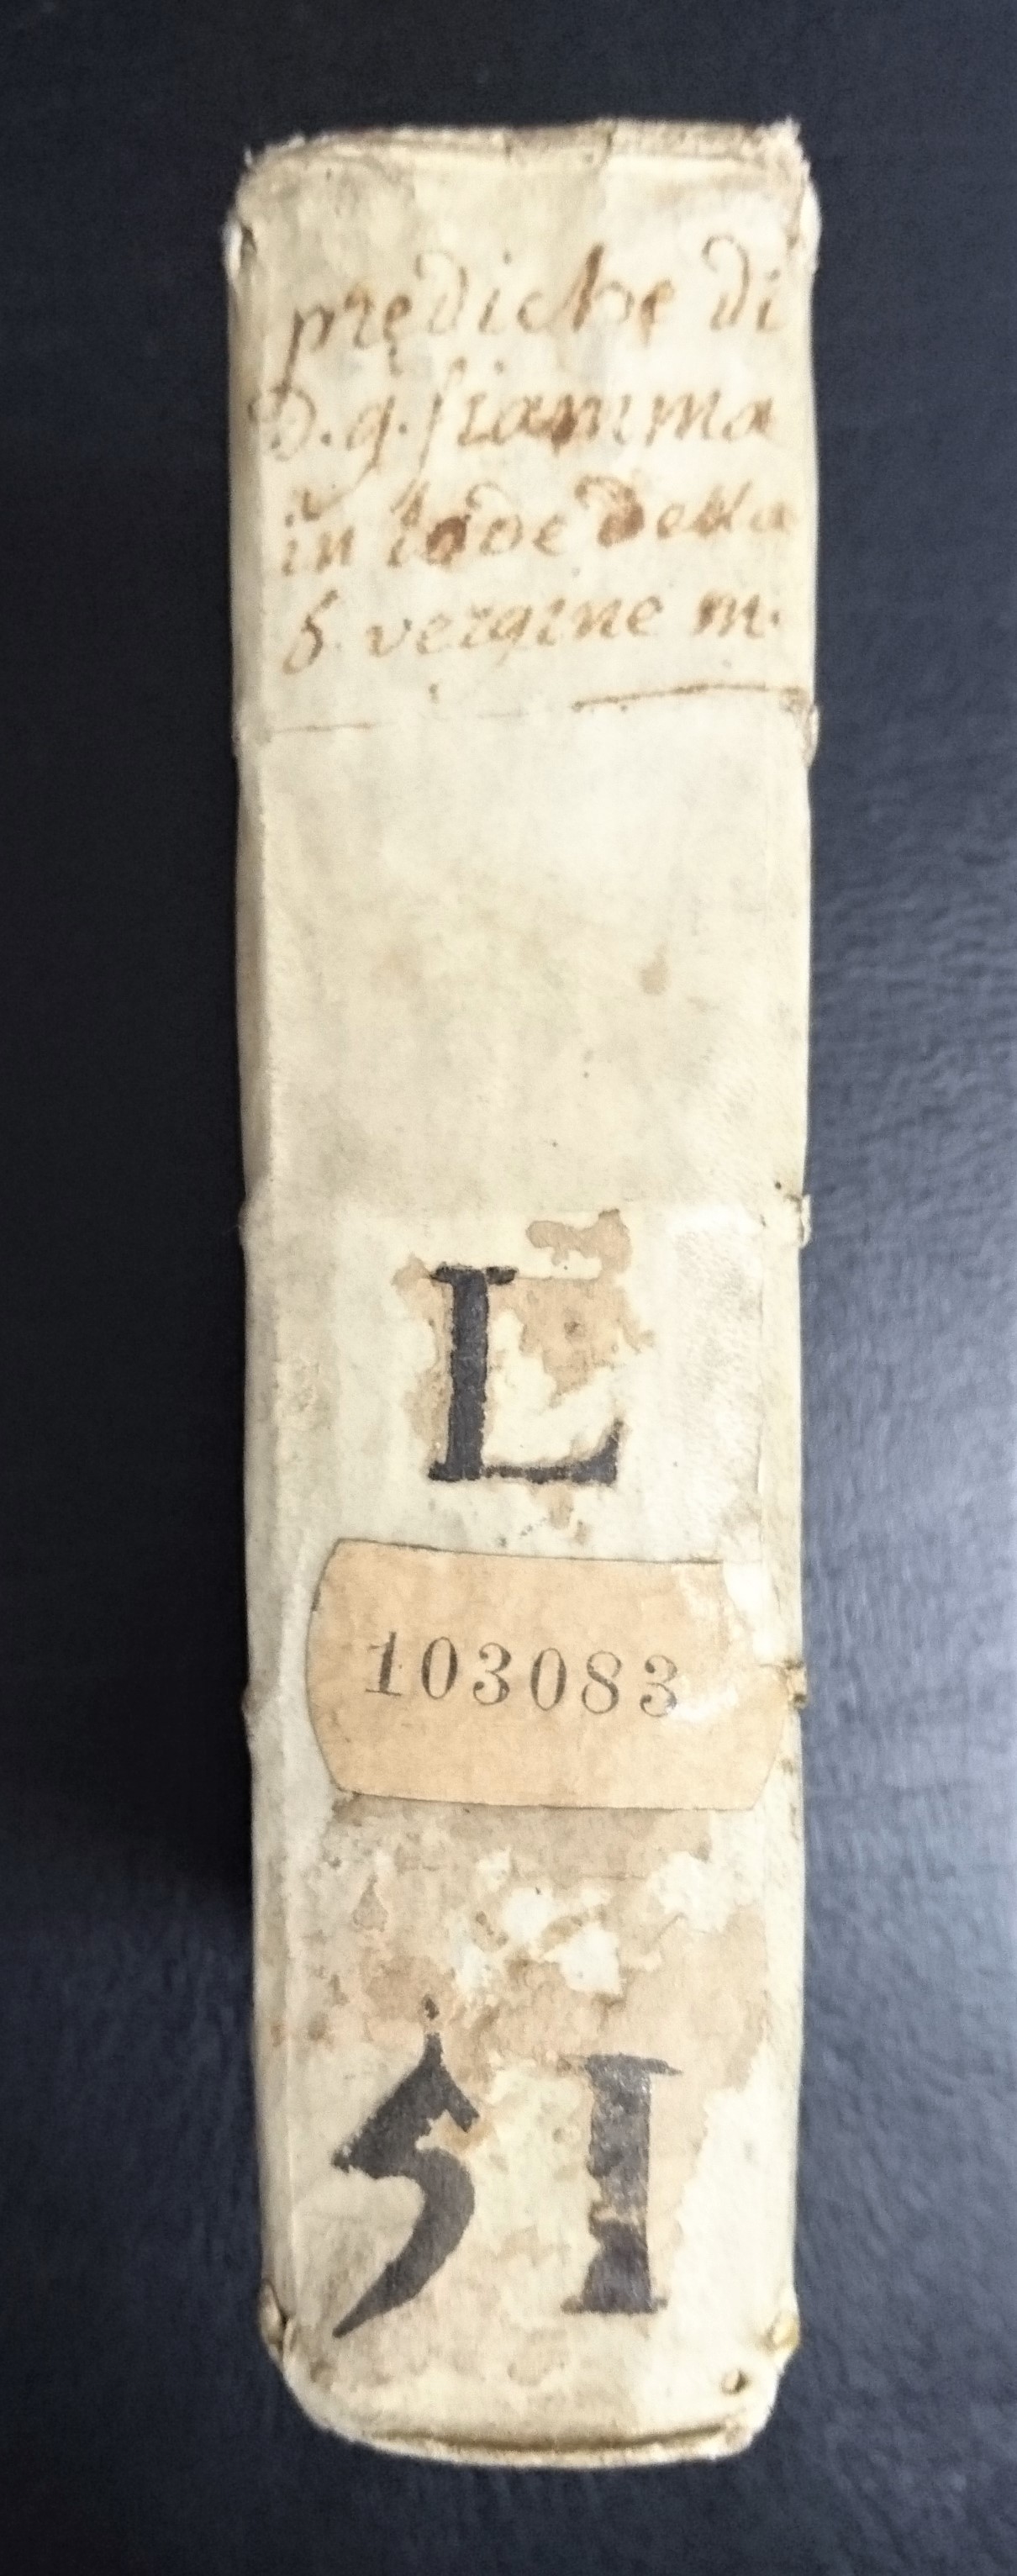 prediche di
D. g. fiamma
in lode della
S. vergine m.
L
103083
51